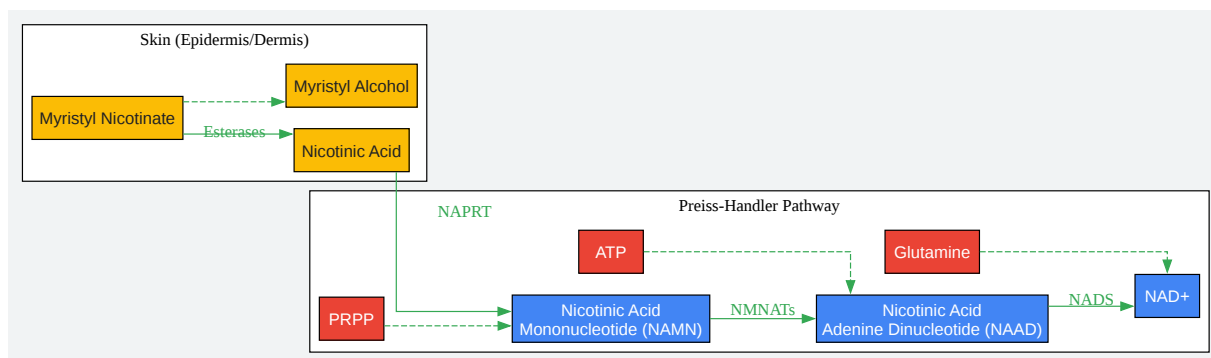 Skin (Epidermis/Dermis)
Myristyl Alcohol
Myristyl Nicotinate
Esterases
Nicotinic Acid
Preiss-Handler Pathway
NAPRT
ATP
Glutamine
PRPP
Nicotinic Acid
Mononucleotide (NAMN)
NMNATs
Nicotinic Acid
Adenine Dinucleotide (NAAD)
NADS
NAD+